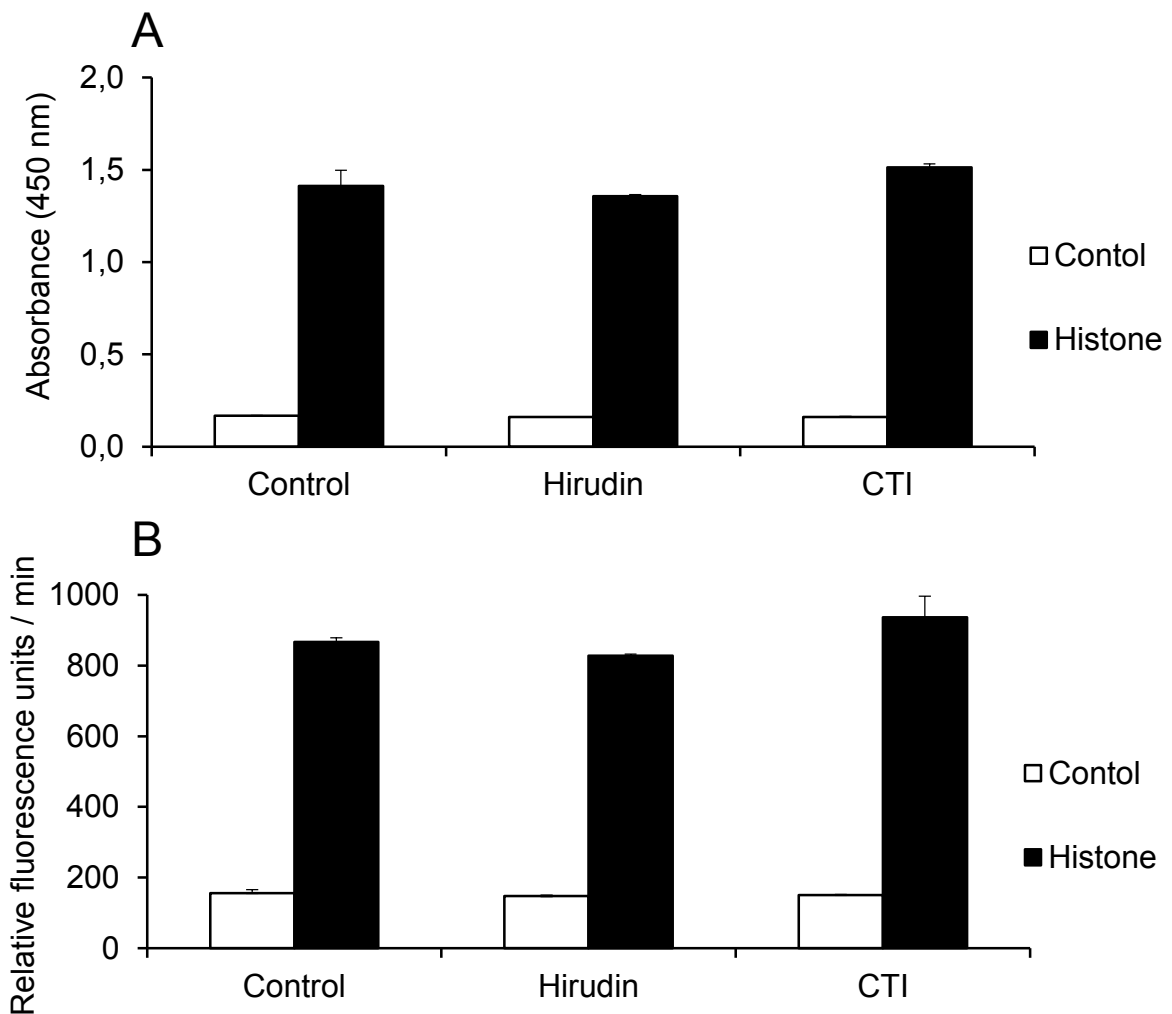 A
Absorbance (450 nm)
2,0
1,5
1,0
0,5
0,0
Control
Hirudin
CTI
Contol
Histone
B
Relative fluorescence units / min
1000
800
600
400
200
0
Control
Hirudin
CTI
Contol
Histone